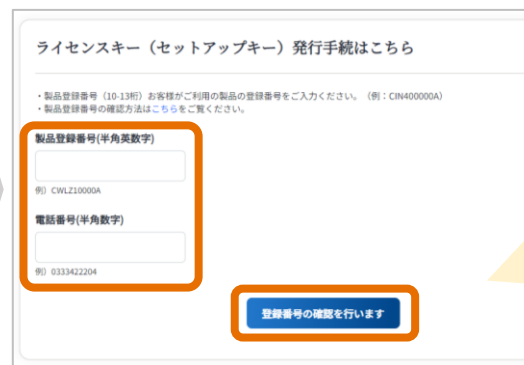 ライセンスキー（セットアップキー）発行手続はこちら
・製品登録番号（10-13桁）お客様がご利用の製品の登録番号をご入力ください。（例：CIN400000A）
・製品登録番号の確認方法はこちらをご覧ください。
製品登録番号(半角英数字)
例）CWLZ10000A
電話番号(半角数字)
例）0333422204
登録番号の確認を行います